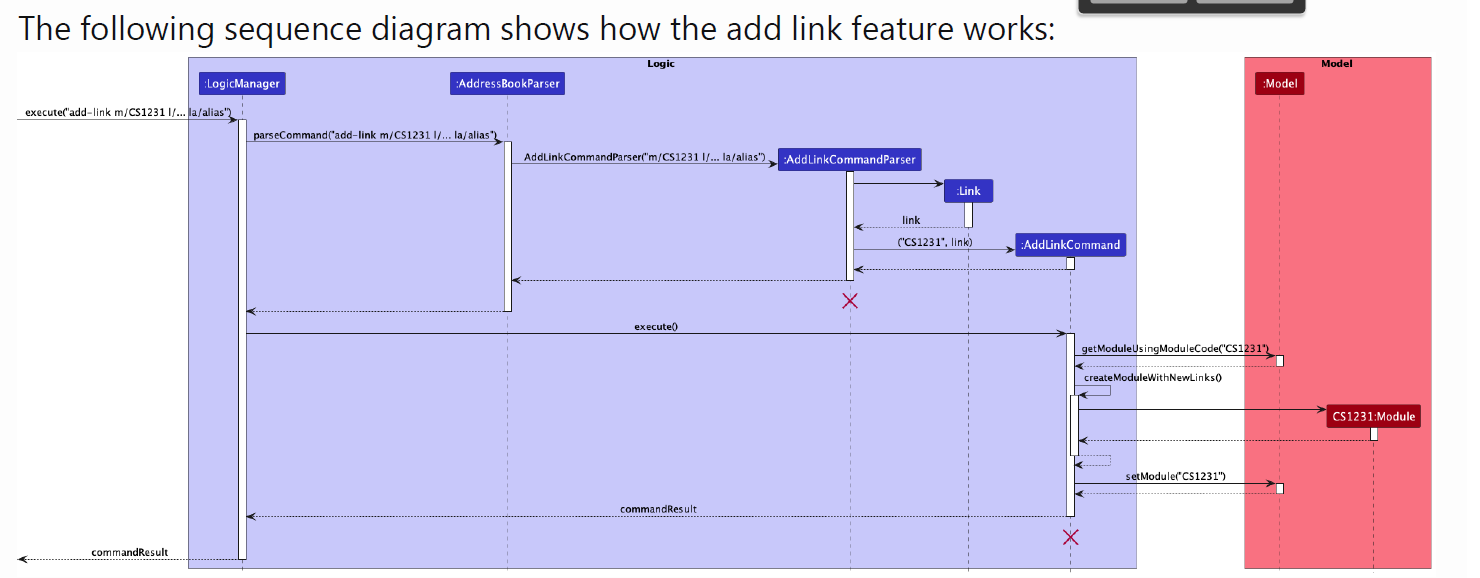 The following sequence diagram shows how the add link feature works:
Logic
Model
:LogicManager
:AddressBookParser
:Model
execute("add-link m/CS1231 l/... la/alias")
parseCommand("add-link m/CS1231 l/... la/alias")
AddLinkCommandParser("m/CS1231 l/... la/alias")
:AddLinkCommandParser
:Link
link
("CS1231", link)
:AddLinkCommand
execute()
getModuleUsingModuleCode("CS1231")
createModuleWithNewLinks()
CS1231:Module
setModule("CS1231")
commandResult
commandResult